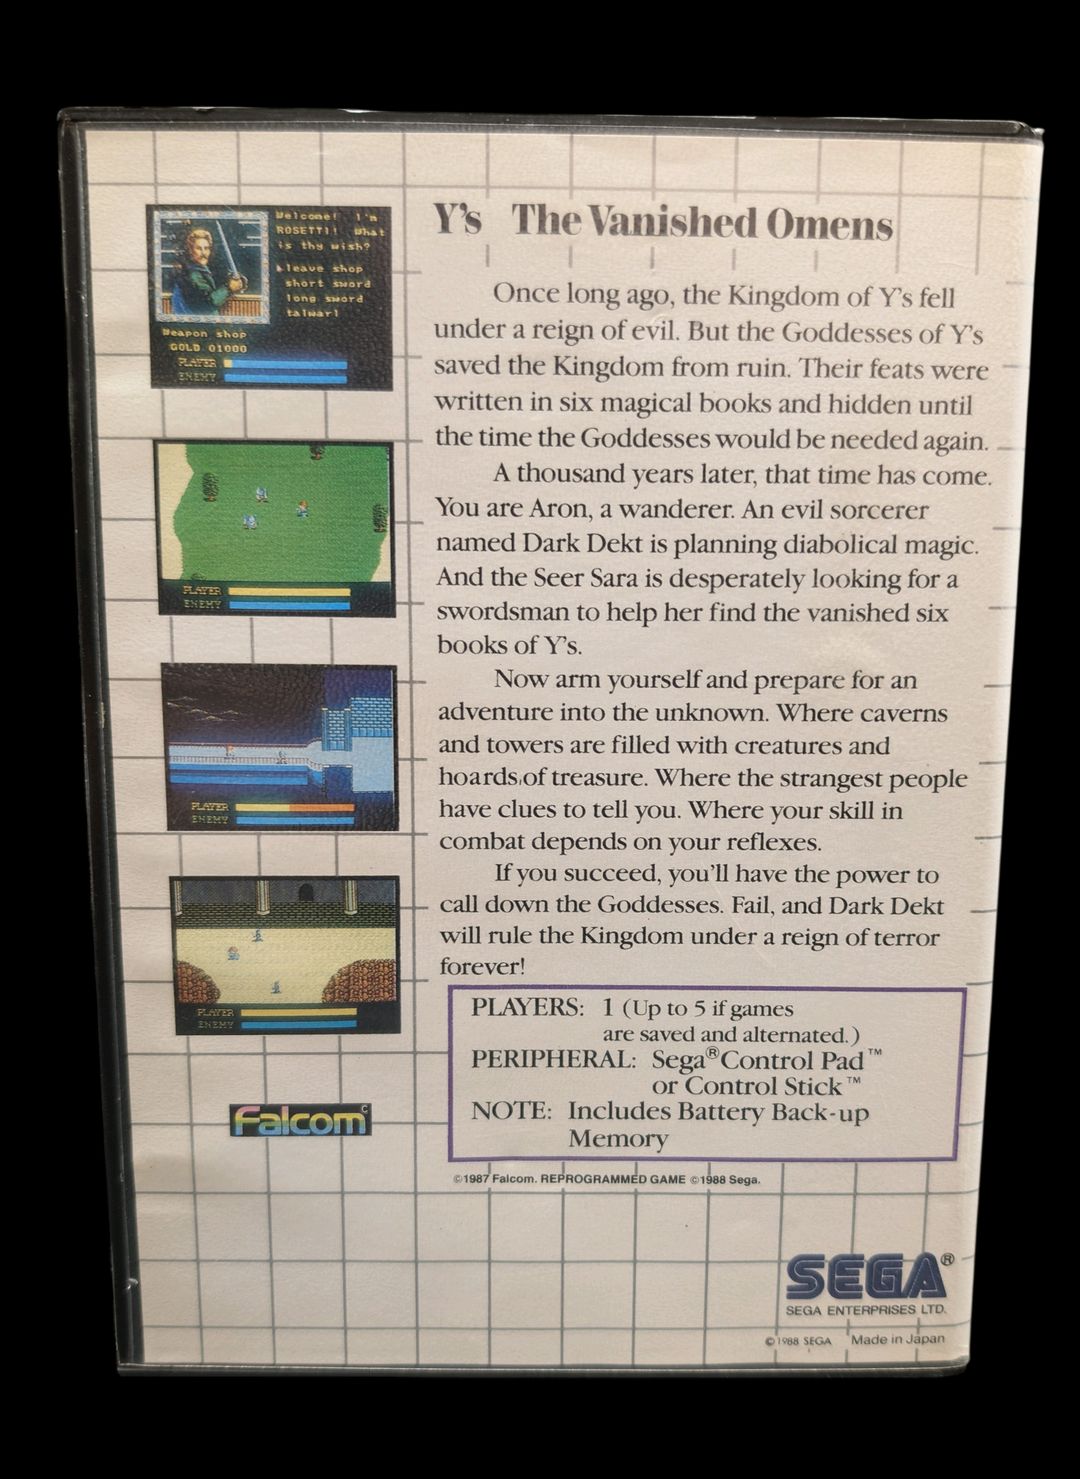 Y's The Vanished Omens
Once long ago, the Kingdom of Y's fell
under a reign of evil. But the Goddesses of Y's
saved the Kingdom from ruin. Their feats were
written in six magical books and hidden until
the time the Goddesses would be needed again.
A thousand years later, that time has come.
You are Aron, a wanderer. An evil sorcerer
named Dark Dekt is planning diabolical magic.
And the Seer Sara is desperately looking for a
swordsman to help her find the vanished six
books of Y's.
Now arm yourself and prepare for an
adventure into the unknown. Where caverns
and towers are filled with creatures and
hoards of treasure. Where the strangest people
have clues to tell you. Where your skill in
combat depends on your reflexes.
If you succeed, you'll have the power to
call down the Goddesses. Fail, and Dark Dekt
will rule the Kingdom under a reign of terror
forever!
PLAYERS: 1 (Up to 5 if games
are saved and alternated.)
PERIPHERAL: Sega® Control Pad™
or Control Stick™
NOTE: Includes Battery Back-up
Memory
©1987 Falcom. REPROGRAMMED GAME ©1988 Sega.
Welcome! I'm
ROSETTI! What
is thy wish?
leave shop
short sword
long sword
talwarl
Weapon shop
GOLD 01000
PLAYER
ENEMY
PLAYER
ENEMY
PLAYER
ENEMY
PLAYER
ENEMY
Falcom©
SEGA®
SEGA ENTERPRISES LTD.
©1988 SEGA Made in Japan